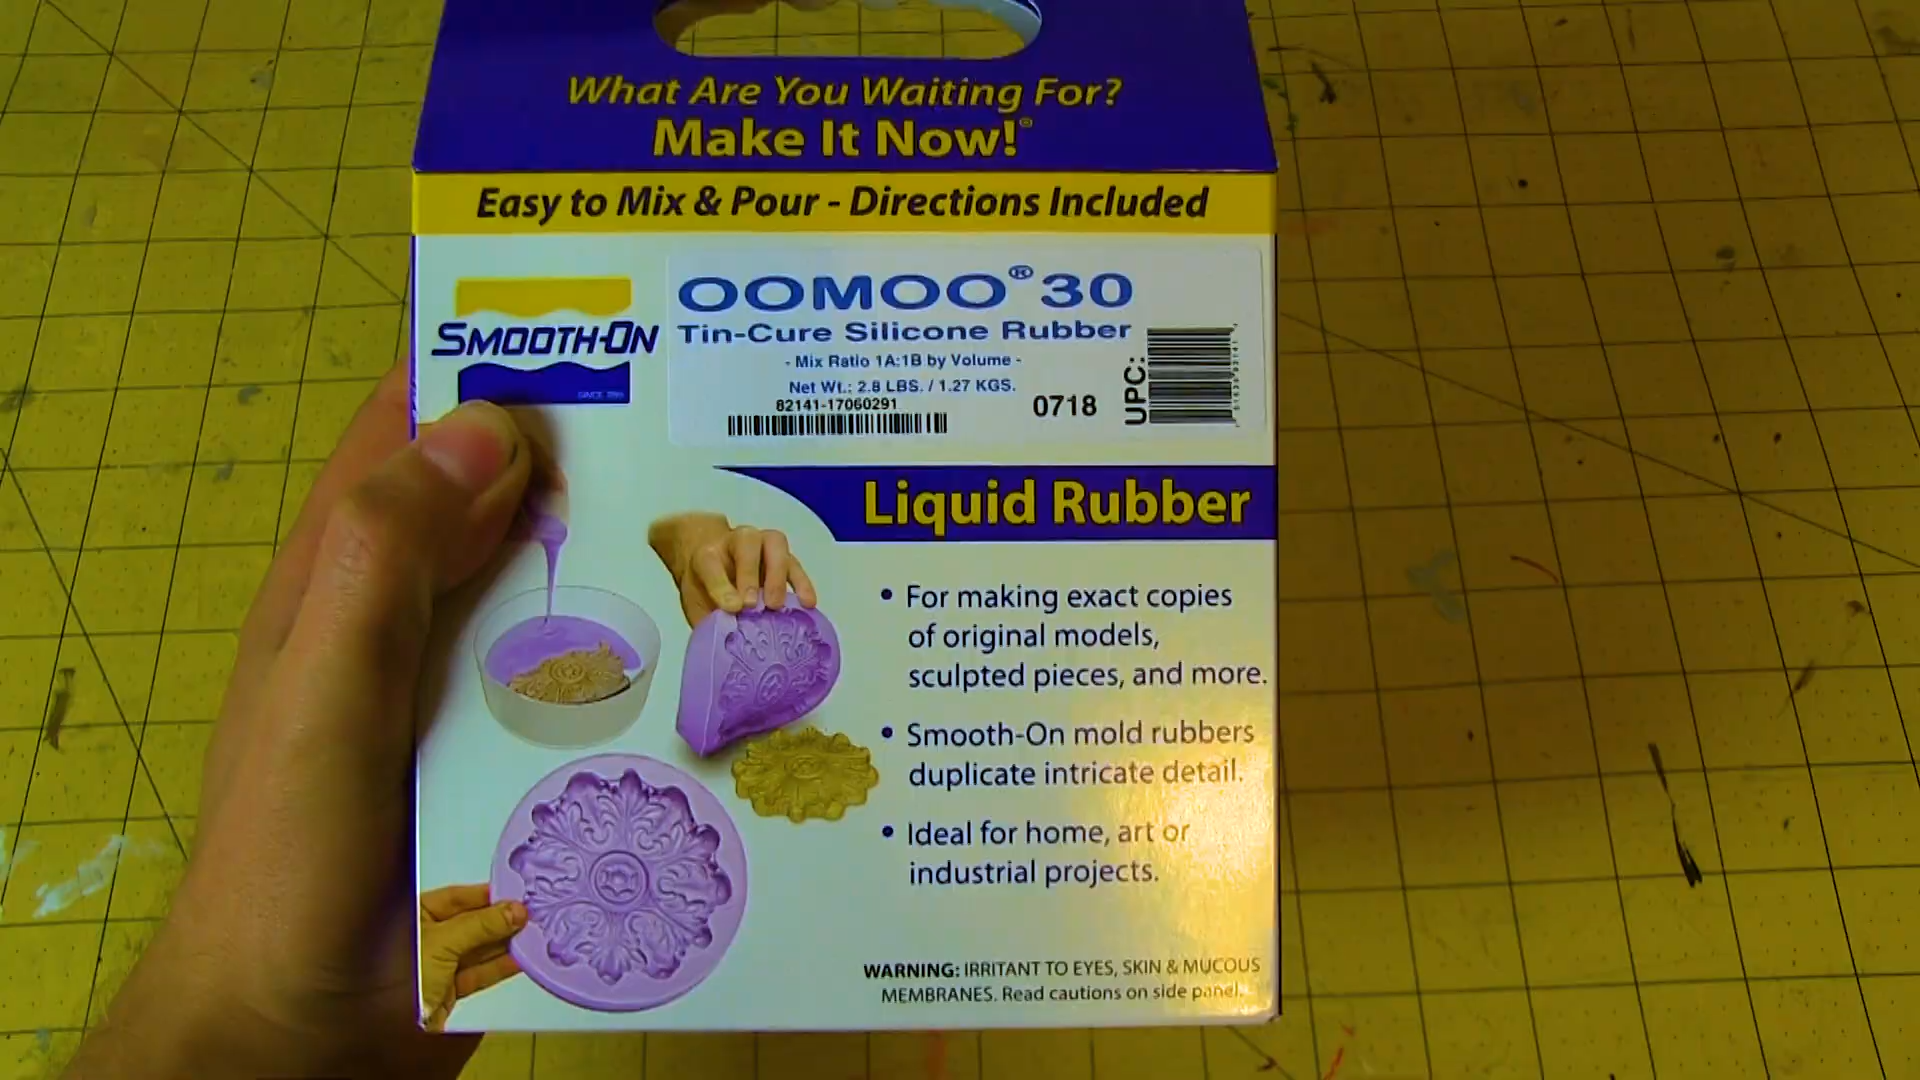 What Are You Waiting For?
Make It Now!®
Easy to Mix & Pour - Directions Included
SMOOTH-ON
OOMOO® 30
Tin-Cure Silicone Rubber
- Mix Ratio 1A:1B by Volume -
Net Wt.: 2.8 LBS. / 1.27 KGS.
82141-17060291
0718
UPC:
Liquid Rubber
• For making exact copies
of original models,
sculpted pieces, and more.
• Smooth-On mold rubbers
duplicate intricate detail.
• Ideal for home, art or
industrial projects.
WARNING: IRRITANT TO EYES, SKIN & MUCOUS
MEMBRANES. Read cautions on side panel.